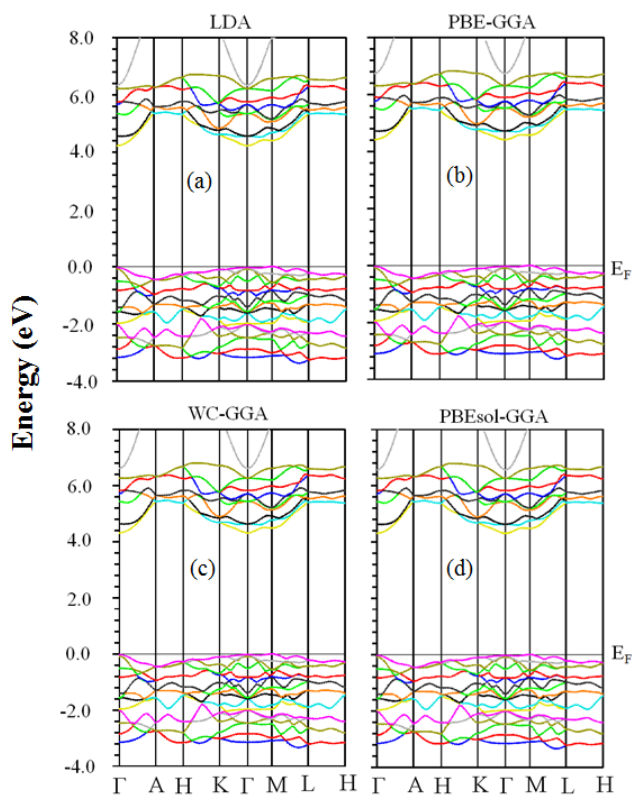 LDA
PBE-GGA
8.0
6.0
4.0
2.0
0.0
-2.0
-4.0
(a)
(b)
E_F
Energy (eV)
WC-GGA
PBEsol-GGA
8.0
6.0
4.0
2.0
0.0
-2.0
-4.0
(c)
(d)
E_F
Γ A H K Γ M L H
Γ A H K Γ M L H